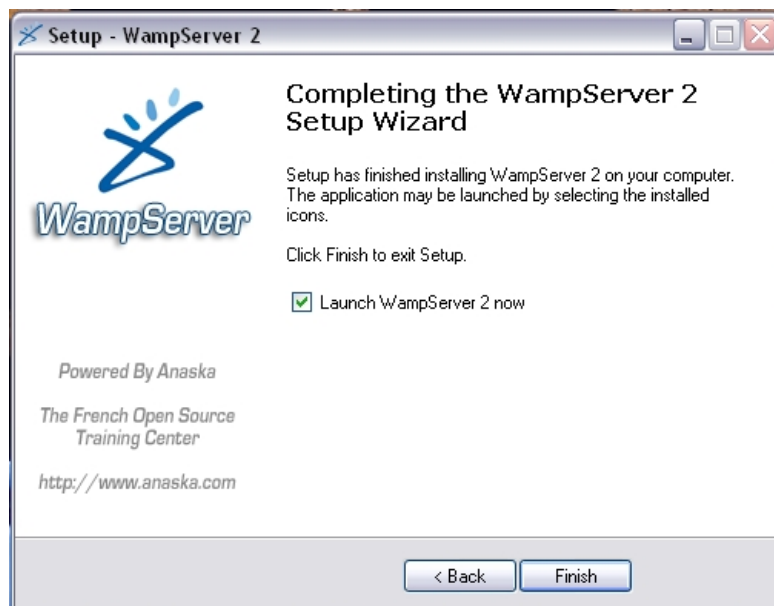 Setup - WampServer 2
Completing the WampServer 2
Setup Wizard
Setup has finished installing WampServer 2 on your computer.
The application may be launched by selecting the installed
icons.
Click Finish to exit Setup.
Launch WampServer 2 now
WampServer
Powered By Anaska
The French Open Source
Training Center
http://www.anaska.com
< Back
Finish